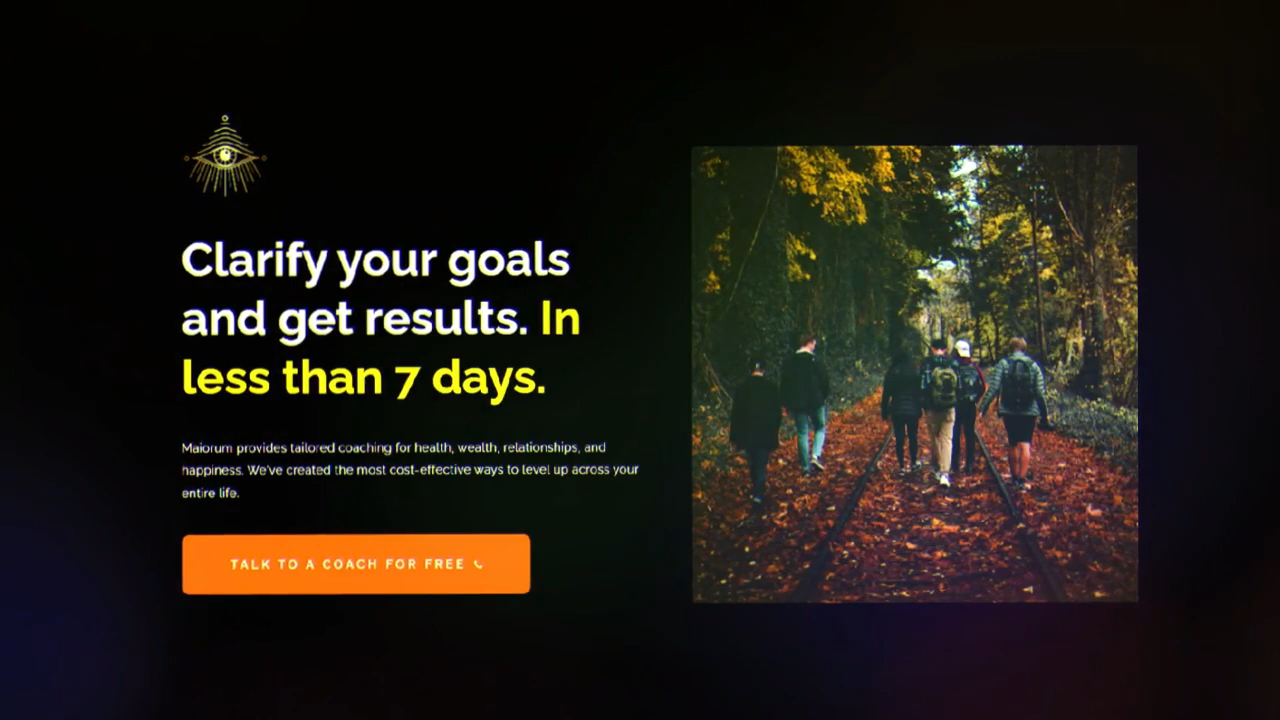 Clarify your goals
and get results. In
less than 7 days.
Maiorum provides tailored coaching for health, wealth, relationships, and
happiness. We've created the most cost-effective ways to level up across your
entire life.
TALK TO A COACH FOR FREE